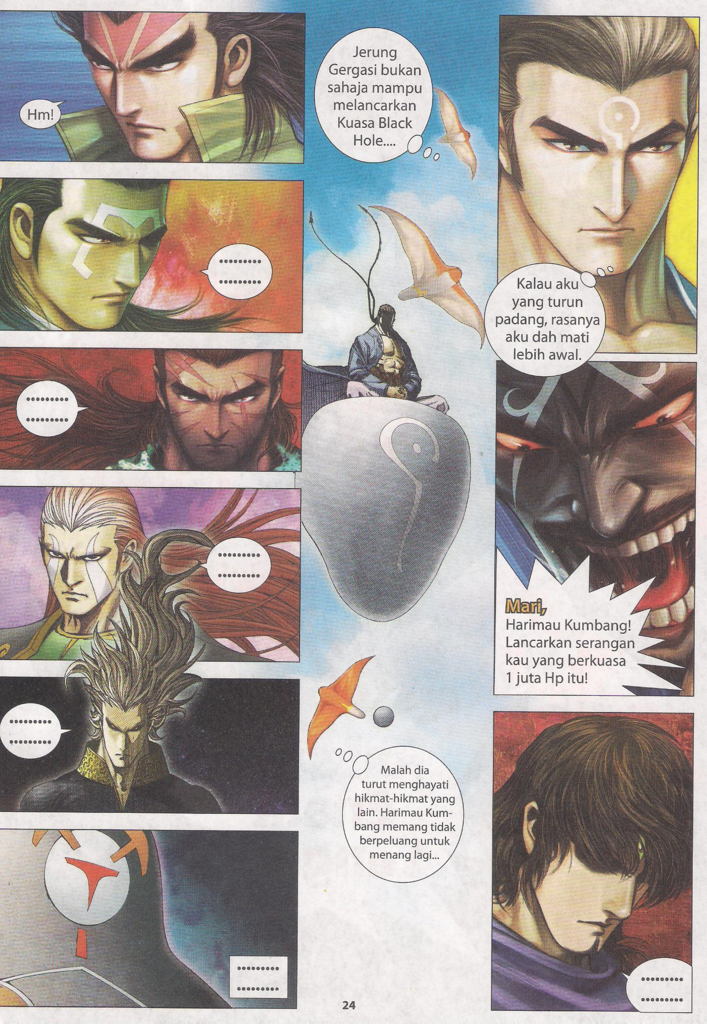 Hm!
Jerung
Gergasi bukan
sahaja mampu
melancarkan
Kuasa Black
Hole....
..........
..........
Kalau aku
yang turun
padang, rasanya
aku dah mati
lebih awal.
..........
..........
..........
..........
Mari,
Harimau Kumbang!
Lancarkan serangan
kau yang berkuasa
1 juta Hp itu!
..........
..........
Malah dia
turut menghayati
hikmat-hikmat yang
lain. Harimau Kum-
bang memang tidak
berpeluang untuk
menang lagi...
..........
..........
..........
..........
24